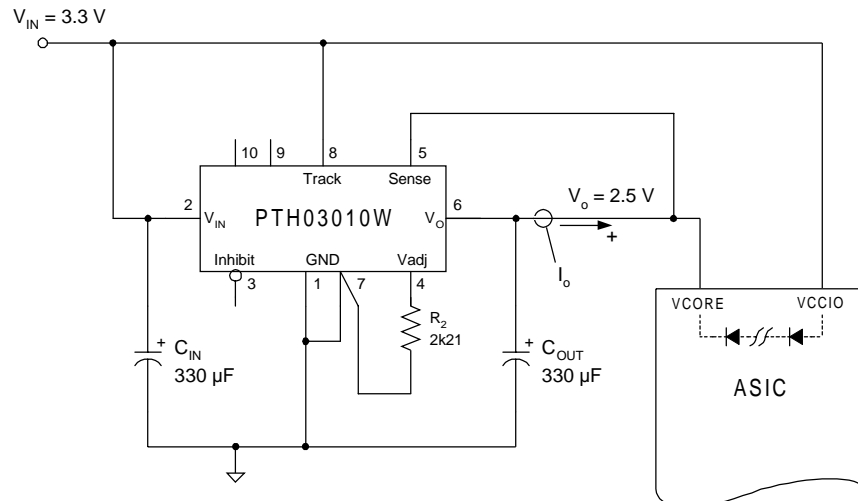 V_IN = 3.3 V
10 9 8 5
Track Sense
V_o = 2.5 V
2 V_IN PTH03010W V_O 6
+
Inhibit GND Vadj
3 1 7 4
I_o
R_2
2k21
VCORE VCCIO
+ C_IN
330 µF
+ C_OUT
330 µF
ASIC